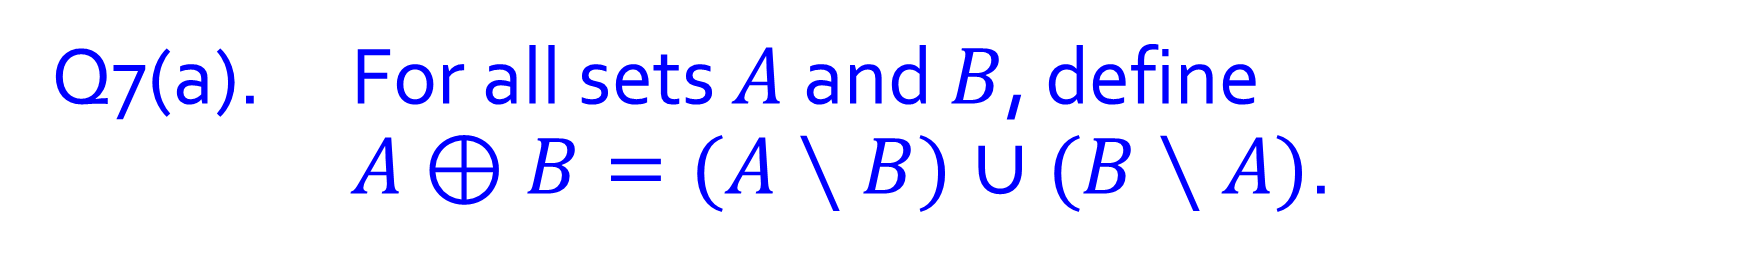 Q7(a). For all sets A and B, define
A ⊕ B = (A \ B) ∪ (B \ A).